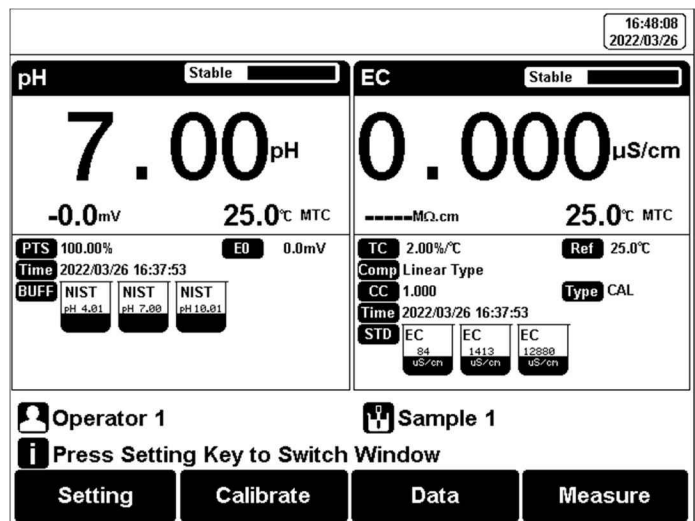 16:48:08
2022/03/26
pH Stable
7.00 pH
-0.0mV 25.0℃ MTC
PTS 100.00% E0 0.0mV
Time 2022/03/26 16:37:53
BUFF NIST pH 4.01 NIST pH 7.00 NIST pH 10.01
EC Stable
0.000 µS/cm
-----MΩ.cm 25.0℃ MTC
TC 2.00%/℃ Ref 25.0℃
Comp Linear Type
CC 1.000 Type CAL
Time 2022/03/26 16:37:53
STD EC 84 uS/cm EC 1413 uS/cm EC 12880 uS/cm
Operator 1 Sample 1
i Press Setting Key to Switch Window
Setting Calibrate Data Measure